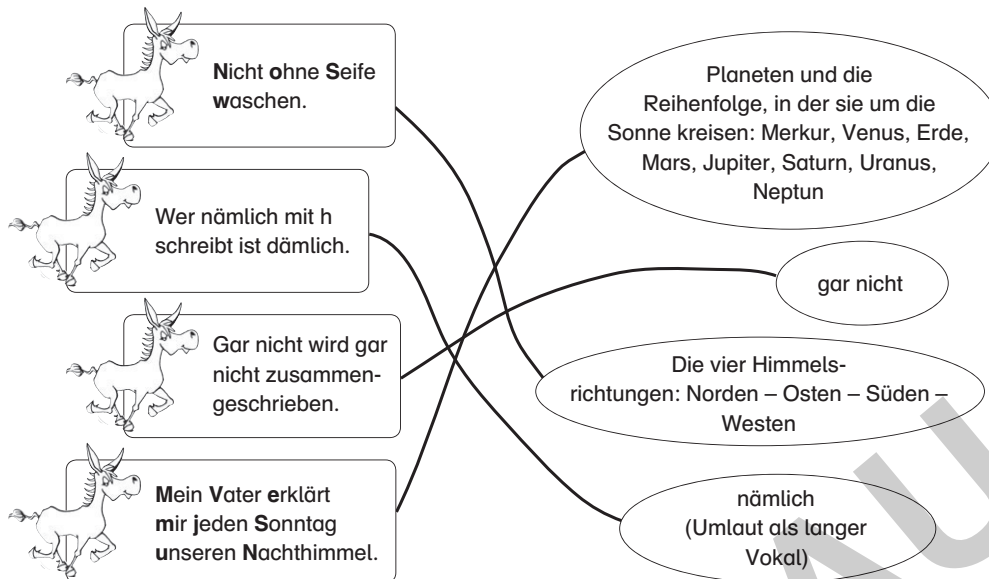 Nicht ohne Seife
waschen.
Wer nämlich mit h
schreibt ist dämlich.
Gar nicht wird gar
nicht zusammen-
geschrieben.
Mein Vater erklärt
mir jeden Sonntag
unseren Nachthimmel.
Planeten und die
Reihenfolge, in der sie um die
Sonne kreisen: Merkur, Venus, Erde,
Mars, Jupiter, Saturn, Uranus,
Neptun
gar nicht
Die vier Himmels-
richtungen: Norden – Osten – Süden –
Westen
nämlich
(Umlaut als langer
Vokal)
AU